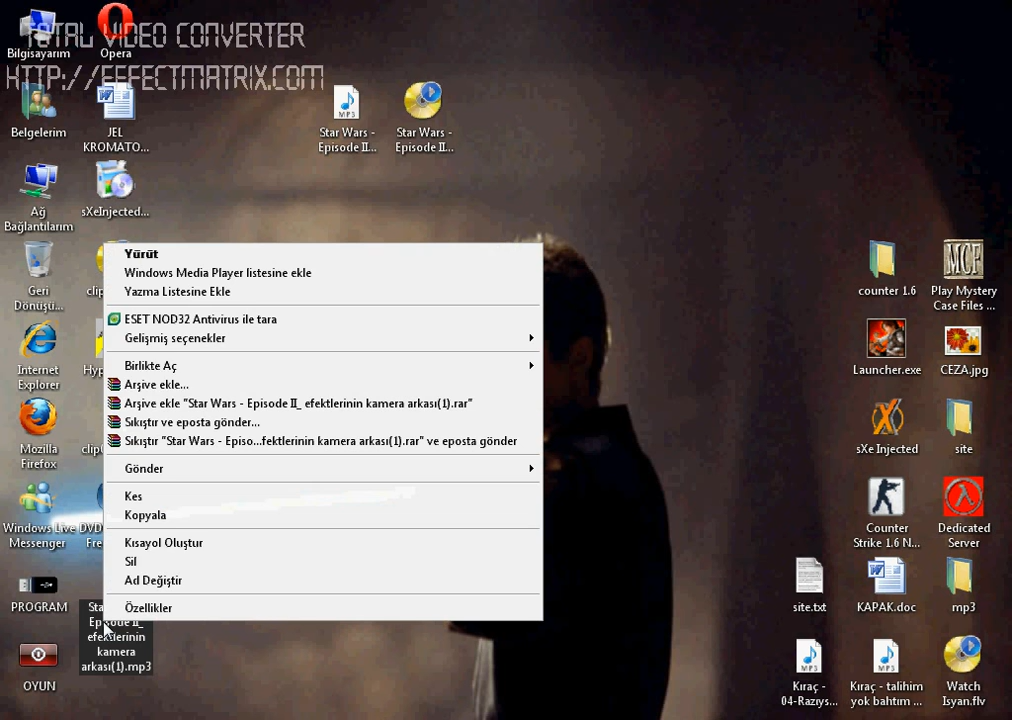 TOTAL VIDEO CONVERTER
HTTP://EFFECTMATRIX.COM
Bilgisayarım
Opera
Belgelerim
JEL
KROMATO...
Star Wars -
Episode II...
Star Wars -
Episode II...
Ağ
Bağlantılarım
sXeInjected...
Geri
Dönüşü...
clip
Internet
Explorer
Hyp
Mozilla
Firefox
clip
Windows Live
Messenger
DVD
Fre
PROGRAM
Sta
Episode II_
efektlerinin
kamera
arkası(1).mp3
OYUN
Yürüt
Windows Media Player listesine ekle
Yazma Listesine Ekle
ESET NOD32 Antivirus ile tara
Gelişmiş seçenekler
Birlikte Aç
Arşive ekle...
Arşive ekle "Star Wars - Episode II_ efektlerinin kamera arkası(1).rar"
Sıkıştır ve eposta gönder...
Sıkıştır "Star Wars - Episo...fektlerinin kamera arkası(1).rar" ve eposta gönder
Gönder
Kes
Kopyala
Kısayol Oluştur
Sil
Ad Değiştir
Özellikler
counter 1.6
MCF
Play Mystery
Case Files ...
Launcher.exe
CEZA.jpg
sXe Injected
site
Counter
Strike 1.6 N...
Dedicated
Server
site.txt
KAPAK.doc
mp3
Kıraç -
04-Razıys...
Kıraç - talihim
yok bahtım ...
Watch
Isyan.flv
MP3